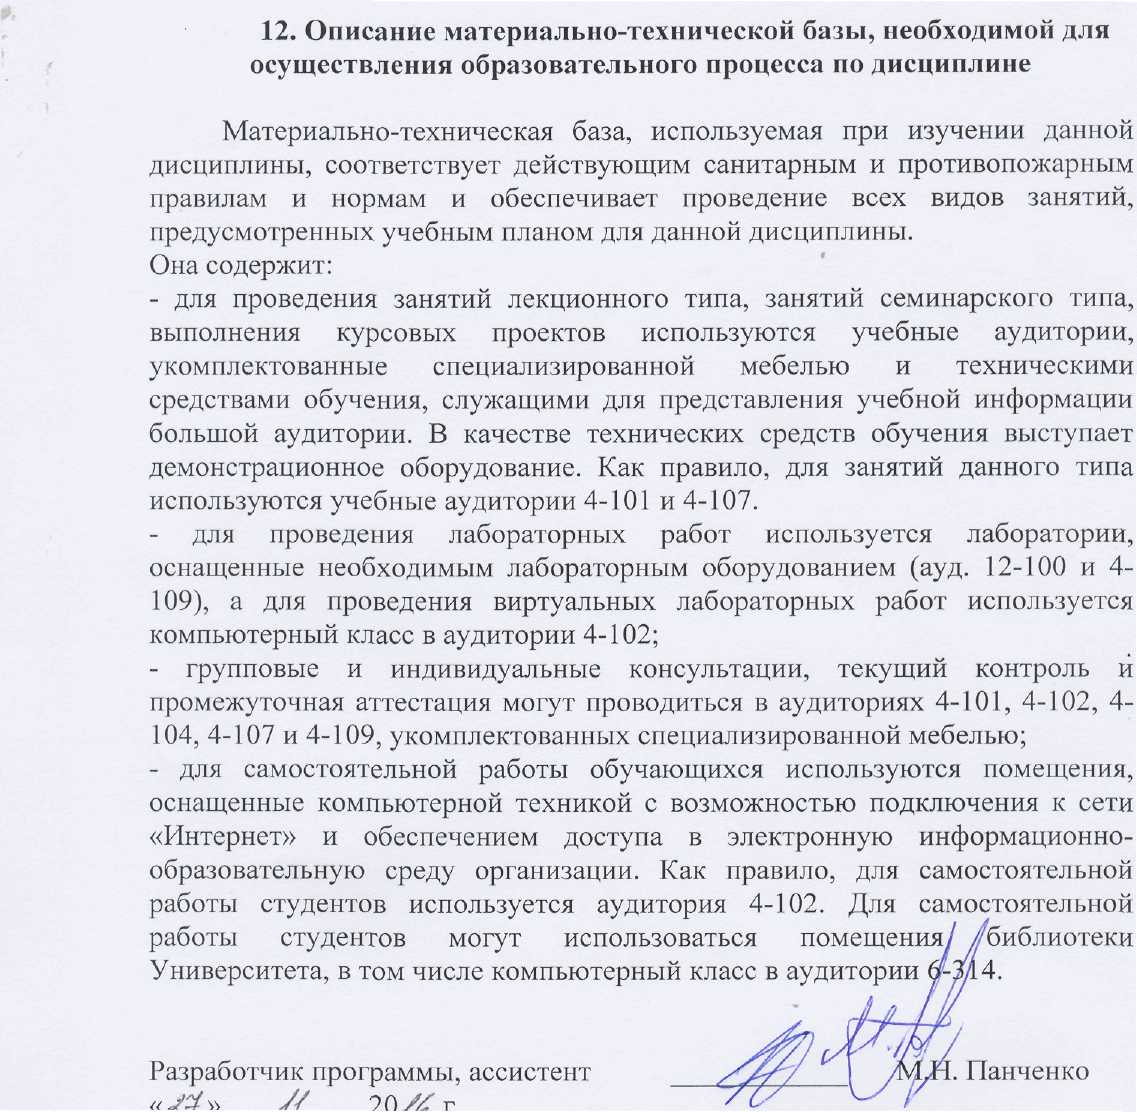 12. Описание материально-технической базы, необходимой для
осуществления образовательного процесса по дисциплине
Материально-техническая база, используемая при изучении данной
дисциплины, соответствует действующим санитарным и противопожарным
правилам и нормам и обеспечивает проведение всех видов занятий,
предусмотренных учебным планом для данной дисциплины.
Она содержит:
- для проведения занятий лекционного типа, занятий семинарского типа,
выполнения курсовых проектов используются учебные аудитории,
укомплектованные специализированной мебелью и техническими
средствами обучения, служащими для представления учебной информации
большой аудитории. В качестве технических средств обучения выступает
демонстрационное оборудование. Как правило, для занятий данного типа
используются учебные аудитории 4-101 и 4-107.
- для проведения лабораторных работ используется лаборатории,
оснащенные необходимым лабораторным оборудованием (ауд. 12-100 и 4-
109), а для проведения виртуальных лабораторных работ используется
компьютерный класс в аудитории 4-102;
- групповые и индивидуальные консультации, текущий контроль и
промежуточная аттестация могут проводиться в аудиториях 4-101, 4-102, 4-
104, 4-107 и 4-109, укомплектованных специализированной мебелью;
- для самостоятельной работы обучающихся используются помещения,
оснащенные компьютерной техникой с возможностью подключения к сети
«Интернет» и обеспечением доступа в электронную информационно-
образовательную среду организации. Как правило, для самостоятельной
работы студентов используется аудитория 4-102. Для самостоятельной
работы студентов могут использоваться помещения библиотеки
Университета, в том числе компьютерный класс в аудитории 6-314.
Разработчик программы, ассистент ____________ М.Н. Панченко
«27» 11 2016 г.